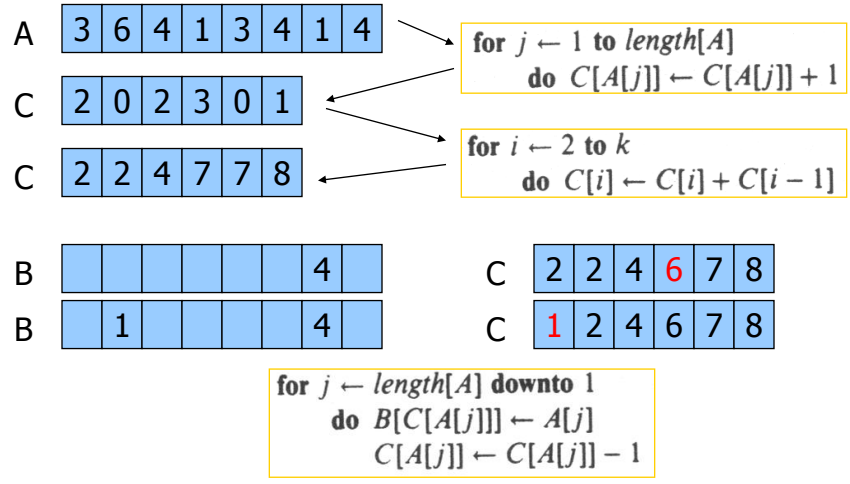 A 3 6 4 1 3 4 1 4
for j ← 1 to length[A]
do C[A[j]] ← C[A[j]] + 1
C 2 0 2 3 0 1
for i ← 2 to k
do C[i] ← C[i] + C[i − 1]
C 2 2 4 7 7 8
B 4
C 2 2 4 6 7 8
B 1 4
C 1 2 4 6 7 8
for j ← length[A] downto 1
do B[C[A[j]]] ← A[j]
C[A[j]] ← C[A[j]] − 1